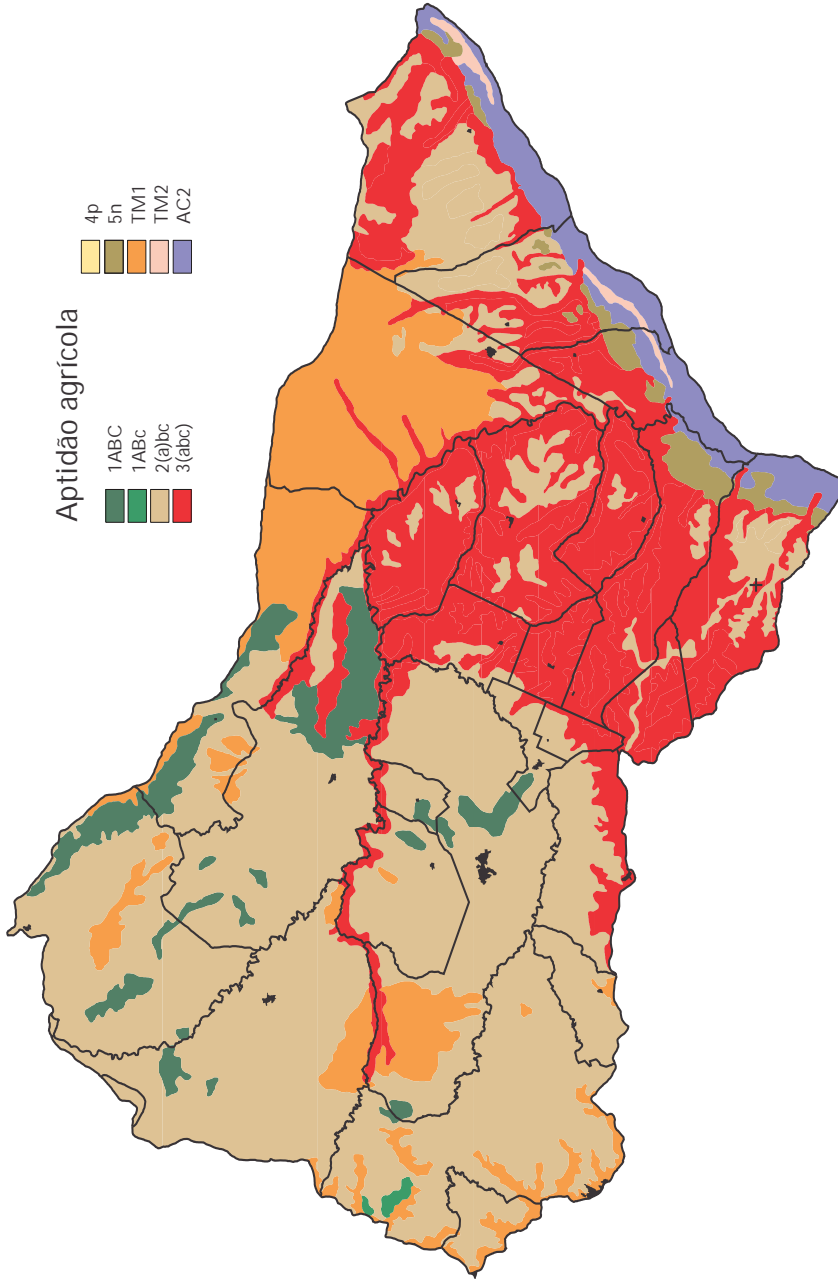 Aptidão agrícola
1ABC
1ABc
2(a)bc
3(abc)
4p
5n
TM1
TM2
AC2